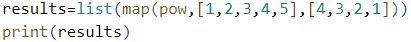 results=list(map(pow,[1,2,3,4,5],[4,3,2,1]))
print(results)